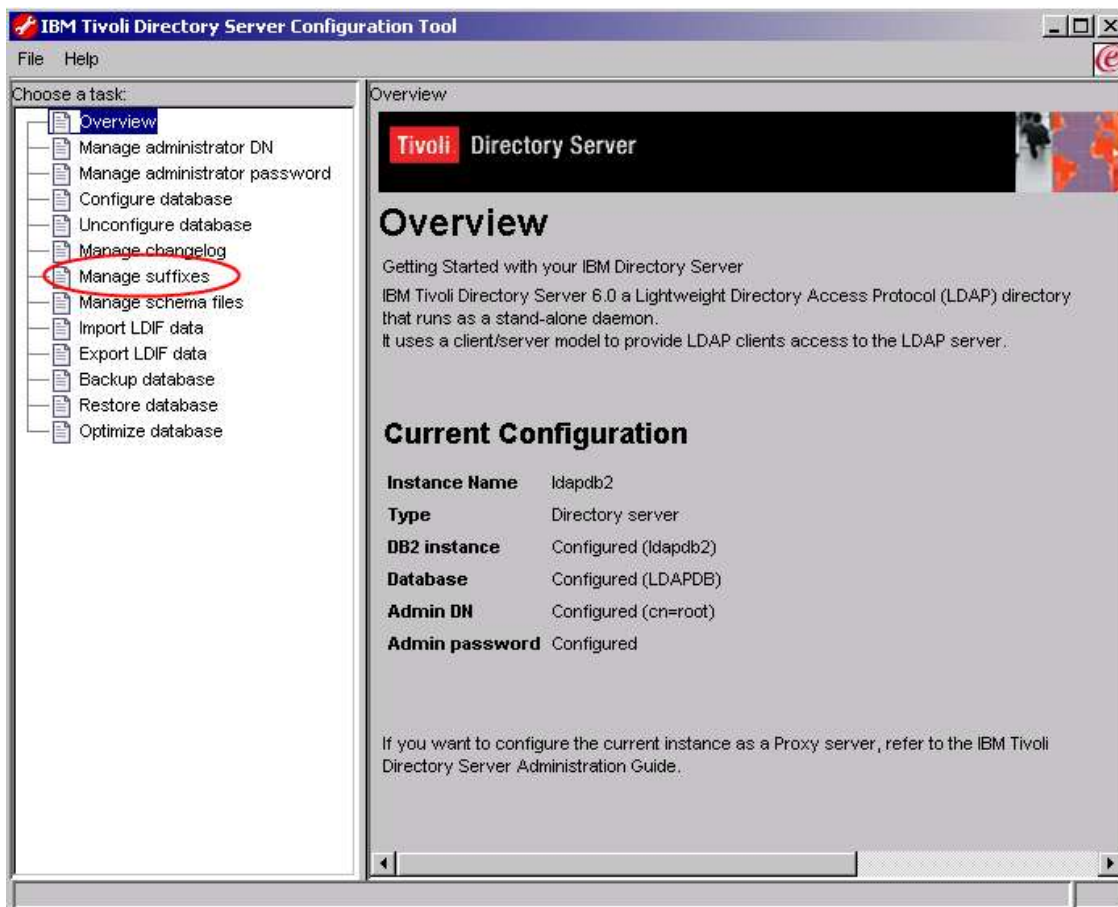 IBM Tivoli Directory Server Configuration Tool
File Help
Choose a task:
Overview
Manage administrator DN
Manage administrator password
Configure database
Unconfigure database
Manage changelog
Manage suffixes
Manage schema files
Import LDIF data
Export LDIF data
Backup database
Restore database
Optimize database
Overview
Tivoli Directory Server
Overview
Getting Started with your IBM Directory Server
IBM Tivoli Directory Server 6.0 a Lightweight Directory Access Protocol (LDAP) directory
that runs as a stand-alone daemon.
It uses a client/server model to provide LDAP clients access to the LDAP server.
Current Configuration
Instance Name ldapdb2
Type Directory server
DB2 instance Configured (ldapdb2)
Database Configured (LDAPDB)
Admin DN Configured (cn=root)
Admin password Configured
If you want to configure the current instance as a Proxy server, refer to the IBM Tivoli
Directory Server Administration Guide.